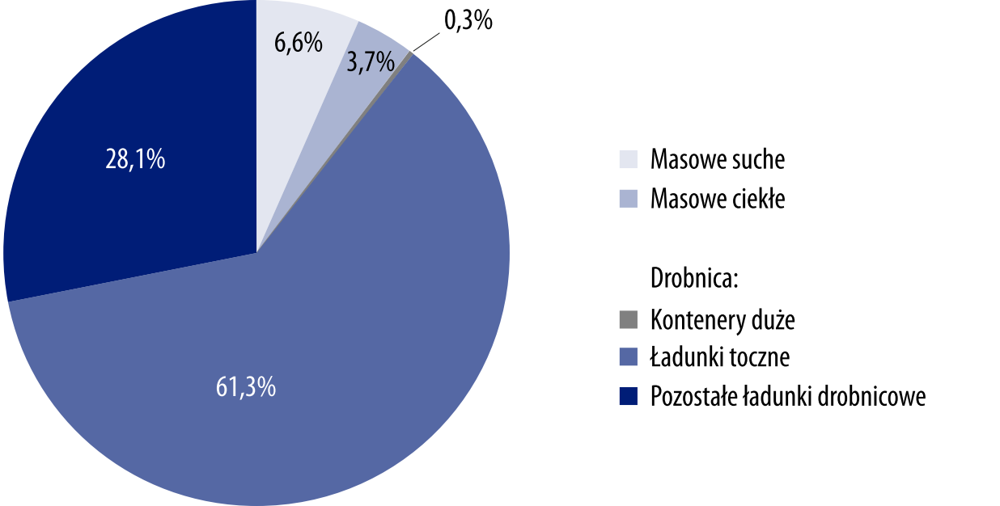 0,3%
6,6%
3,7%
28,1%
61,3%
Masowe suche
Masowe ciekłe
Drobnica:
Kontenery duże
Ładunki toczne
Pozostałe ładunki drobnicowe